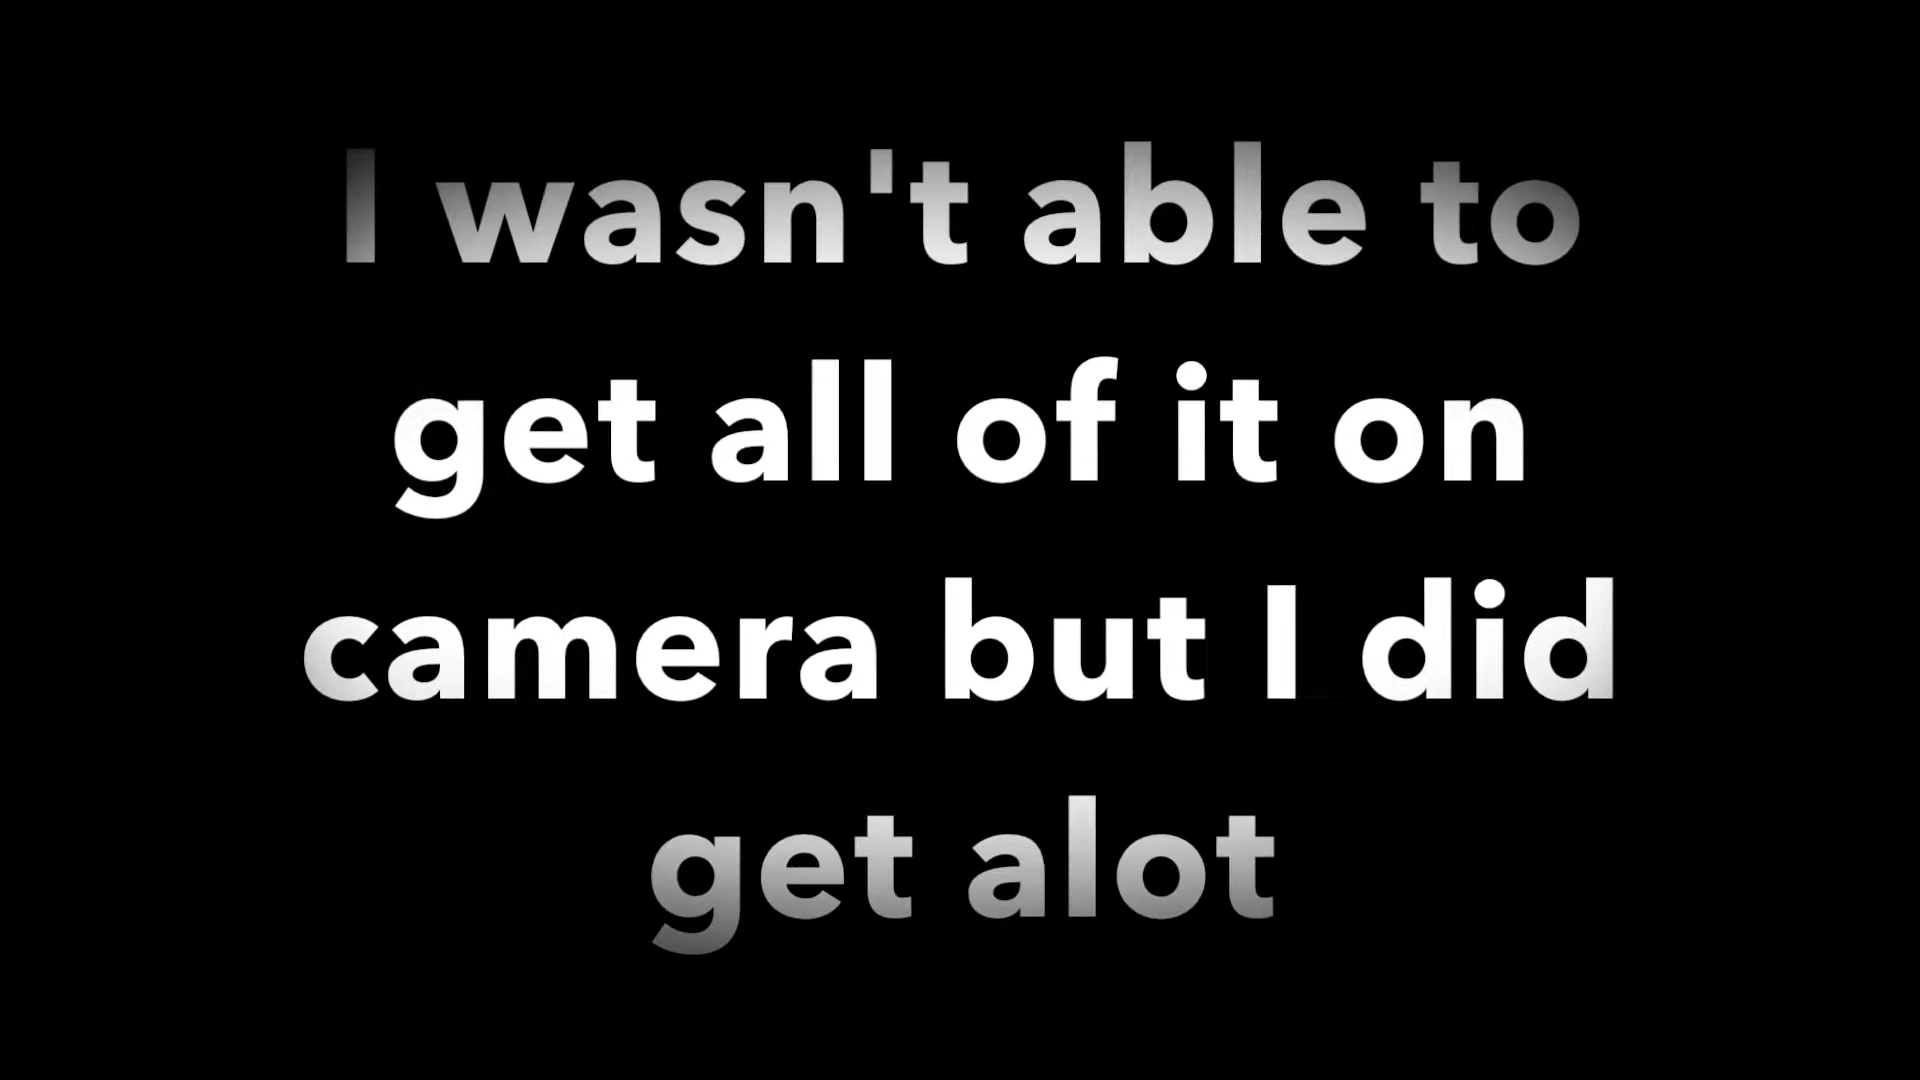 I wasn't able to
get all of it on
camera but I did
get alot